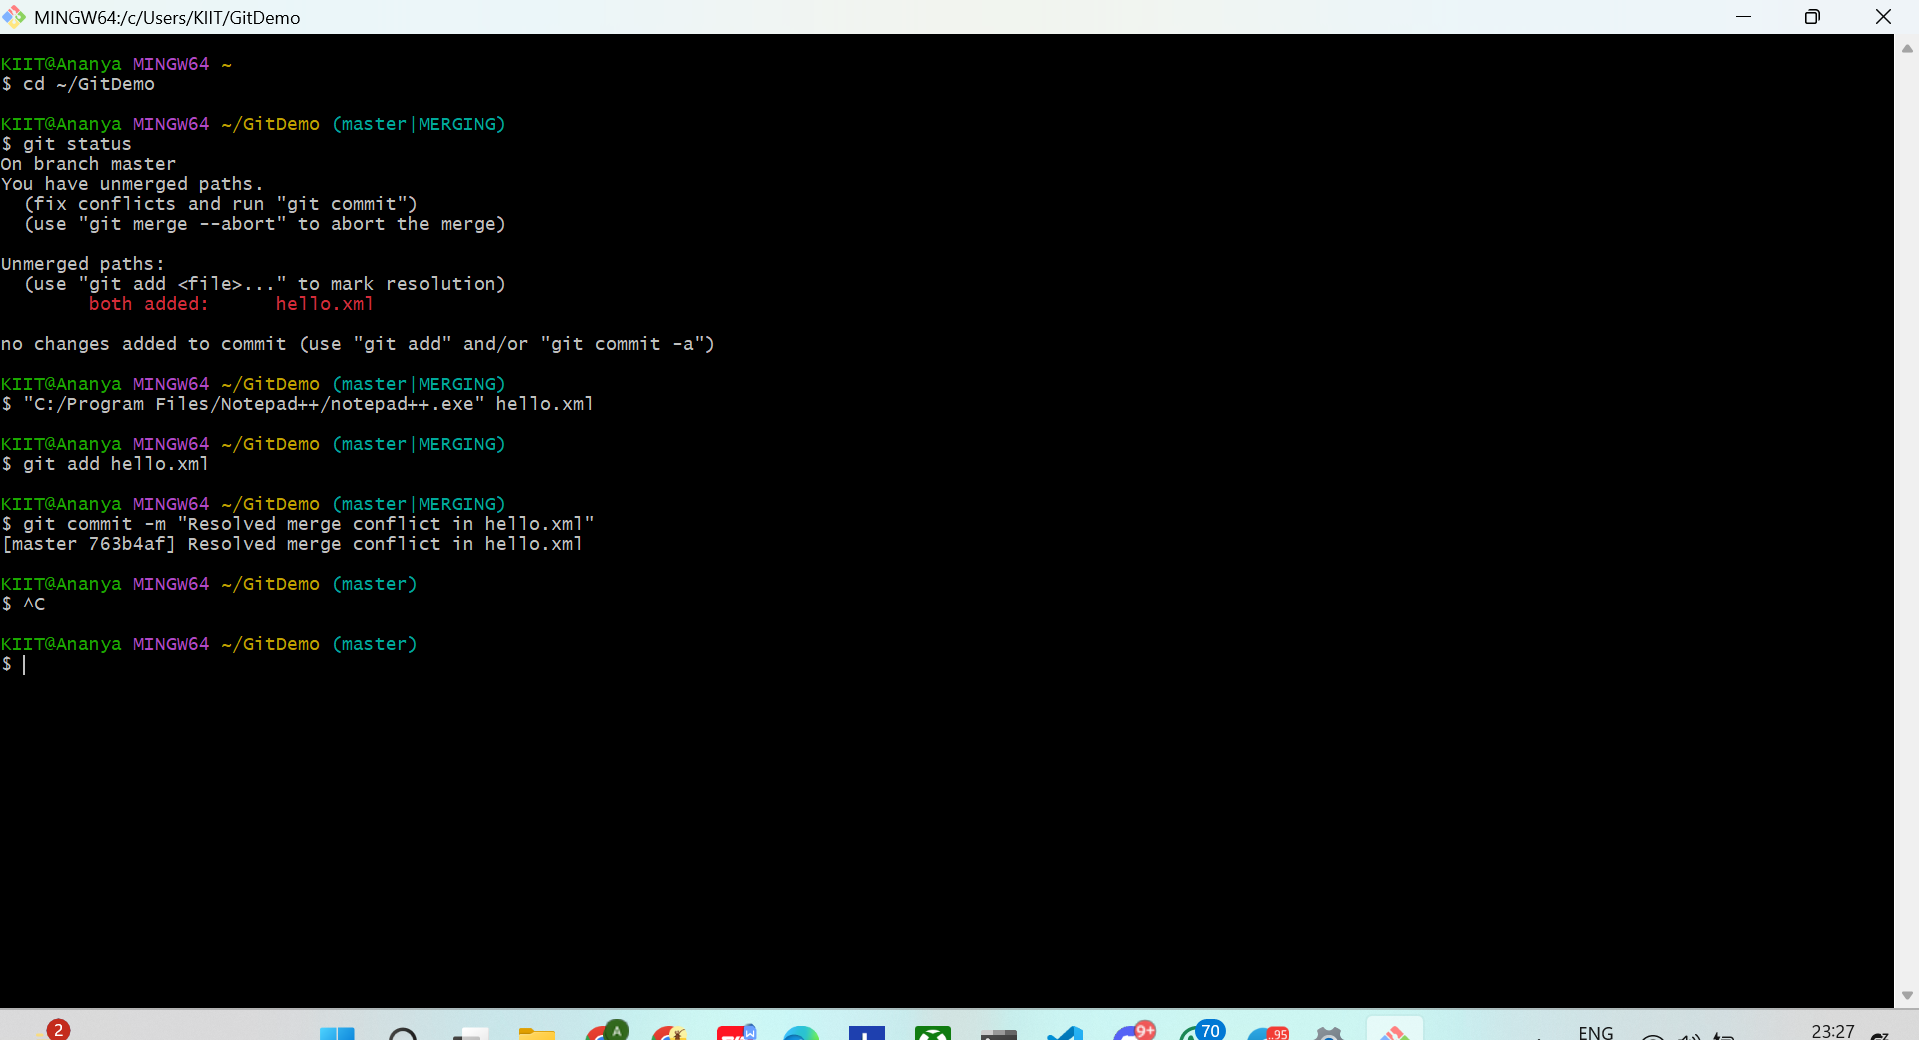 MINGW64:/c/Users/KIIT/GitDemo
KIIT@Ananya MINGW64 ~
$ cd ~/GitDemo
KIIT@Ananya MINGW64 ~/GitDemo (master|MERGING)
$ git status
On branch master
You have unmerged paths.
  (fix conflicts and run "git commit")
  (use "git merge --abort" to abort the merge)
Unmerged paths:
  (use "git add <file>..." to mark resolution)
        both added:      hello.xml
no changes added to commit (use "git add" and/or "git commit -a")
KIIT@Ananya MINGW64 ~/GitDemo (master|MERGING)
$ "C:/Program Files/Notepad++/notepad++.exe" hello.xml
KIIT@Ananya MINGW64 ~/GitDemo (master|MERGING)
$ git add hello.xml
KIIT@Ananya MINGW64 ~/GitDemo (master|MERGING)
$ git commit -m "Resolved merge conflict in hello.xml"
[master 763b4af] Resolved merge conflict in hello.xml
KIIT@Ananya MINGW64 ~/GitDemo (master)
$ ^C
KIIT@Ananya MINGW64 ~/GitDemo (master)
$
2 A 9+ 70 95 ENG 23:27